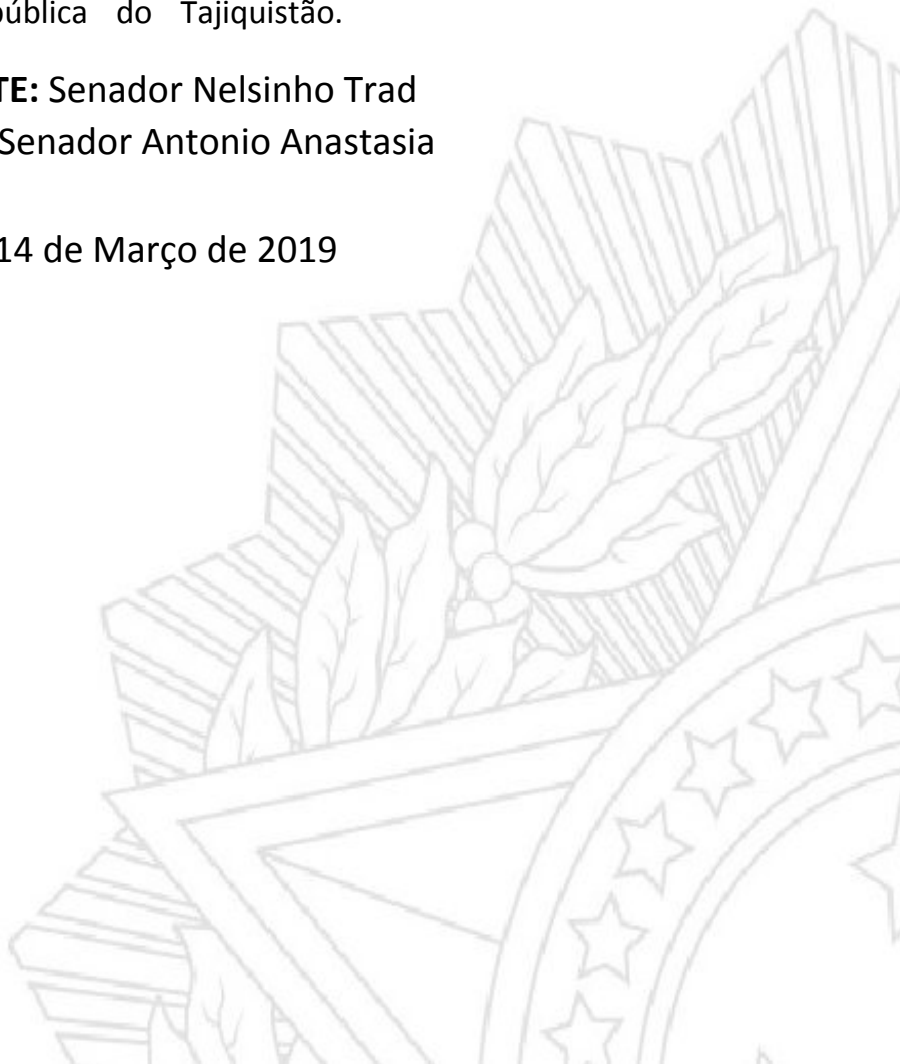 pública do Tajiquistão.
TE: Senador Nelsinho Trad
Senador Antonio Anastasia
14 de Março de 2019